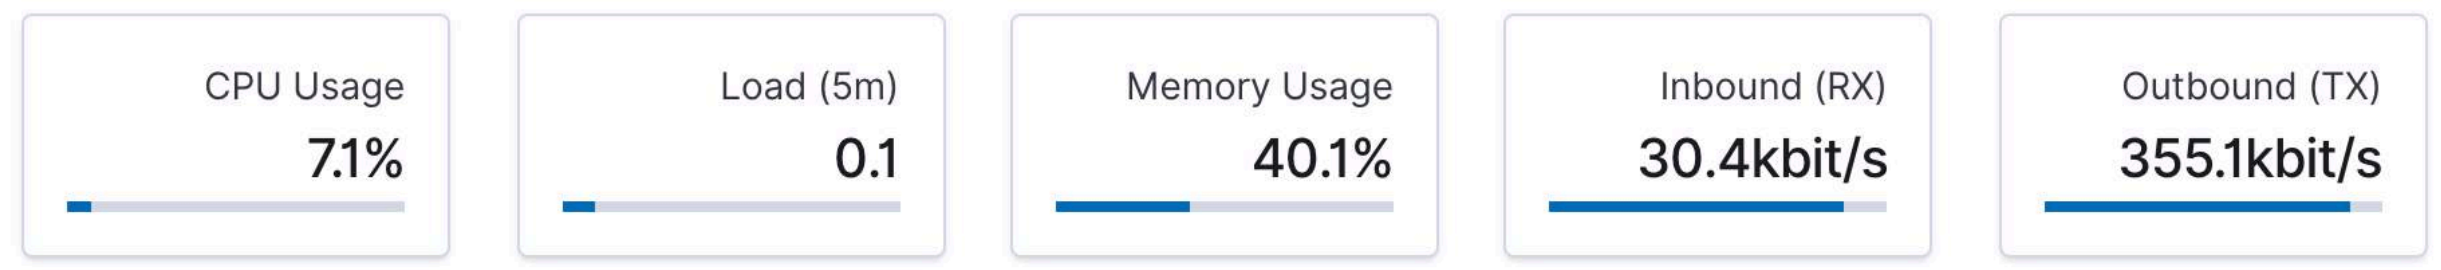 CPU Usage
7.1%
Load (5m)
0.1
Memory Usage
40.1%
Inbound (RX)
30.4kbit/s
Outbound (TX)
355.1kbit/s